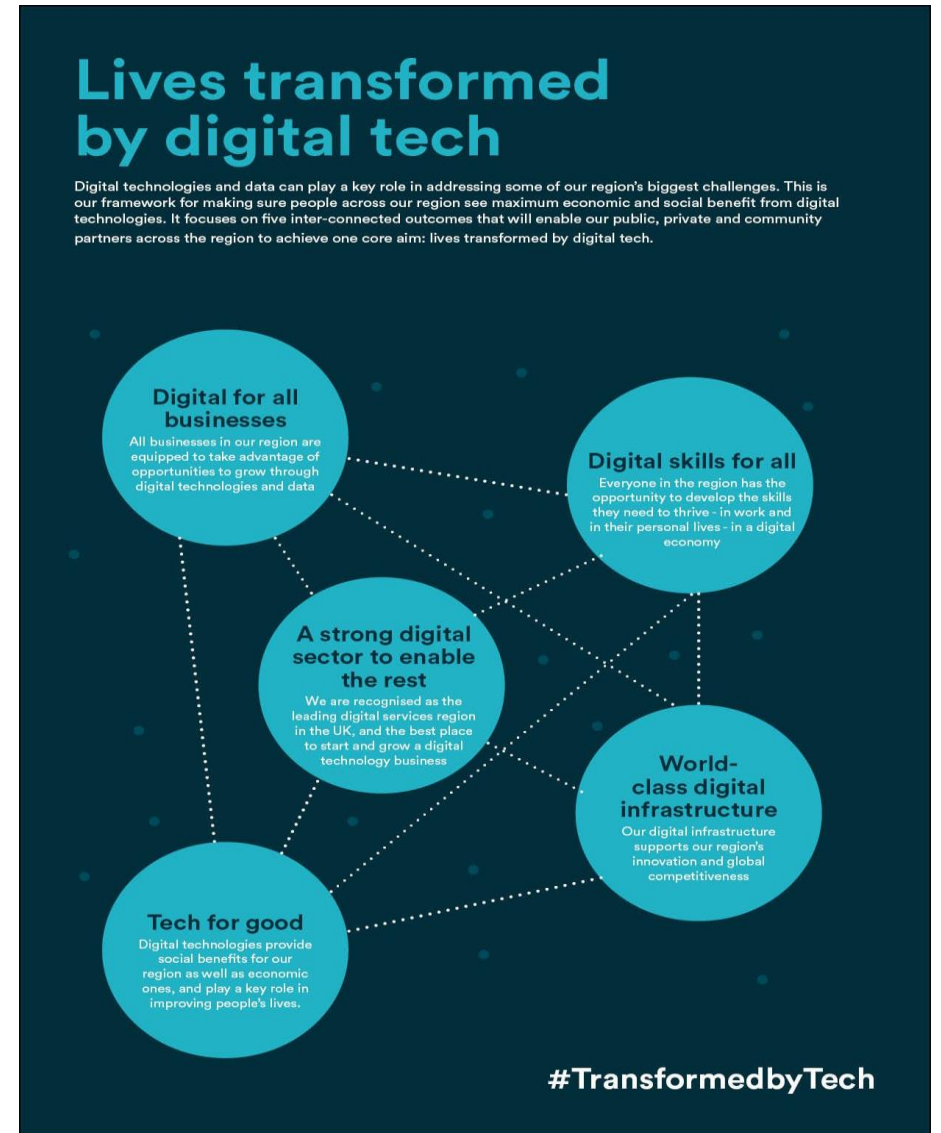 Lives transformed
by digital tech
Digital technologies and data can play a key role in addressing some of our region's biggest challenges. This is
our framework for making sure people across our region see maximum economic and social benefit from digital
technologies. It focuses on five inter-connected outcomes that will enable our public, private and community
partners across the region to achieve one core aim: lives transformed by digital tech.
Digital for all
businesses
All businesses in our region are
equipped to take advantage of
opportunities to grow through
digital technologies and data
Digital skills for all
Everyone in the region has the
opportunity to develop the skills
they need to thrive - in work and
in their personal lives - in a digital
economy
A strong digital
sector to enable
the rest
We are recognised as the
leading digital services region
in the UK, and the best place
to start and grow a digital
technology business
World-
class digital
infrastructure
Our digital infrastructure
supports our region's
innovation and global
competitiveness
Tech for good
Digital technologies provide
social benefits for our
region as well as economic
ones, and play a key role in
improving people's lives.
#TransformedbyTech